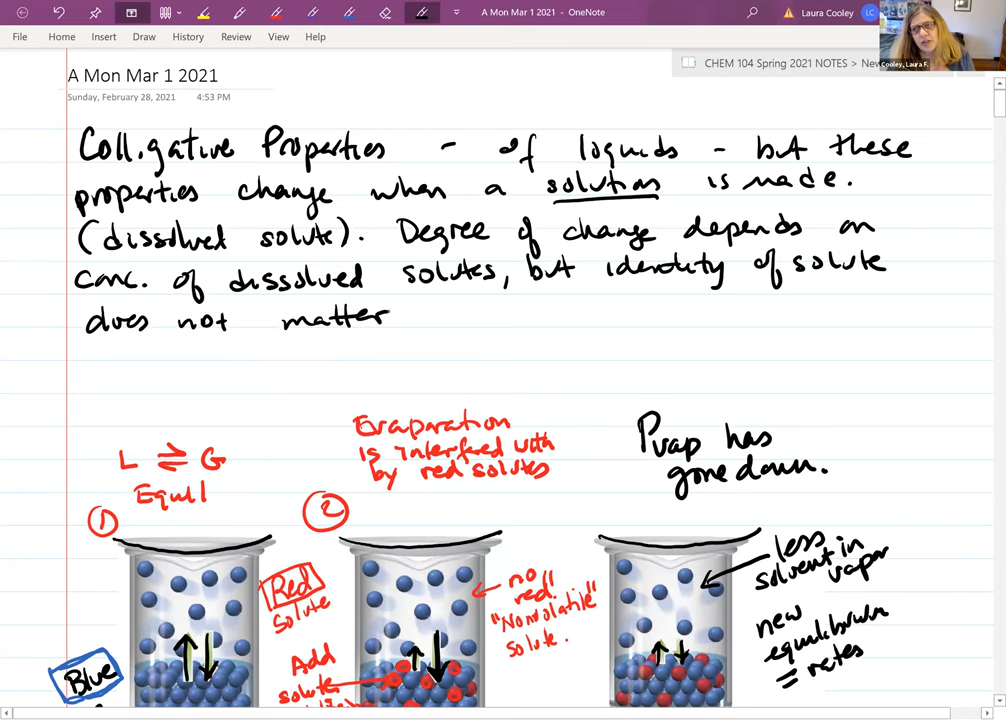 A Mon Mar 1 2021 - OneNote
Laura Cooley
LC
File Home Insert Draw History Review View Help
Cooley, Laura F.
CHEM 104 Spring 2021 NOTES > New
A Mon Mar 1 2021
Sunday, February 28, 2021 4:53 PM
Colligative Properties - of liquids - but these
properties change when a solution is made.
(dissolved solute). Degree of change depends on
conc. of dissolved solutes, but identity of solute
does not matter
L ⇌ G
Equil
Evaporation
is interfered with
by red solutes
Pvap has
gone down.
①
②
Red
Solute
no
red
"Nonvolatile"
solute.
less
solvent in
vapor
new
equilibrium
= rates
Blue
Add
solute